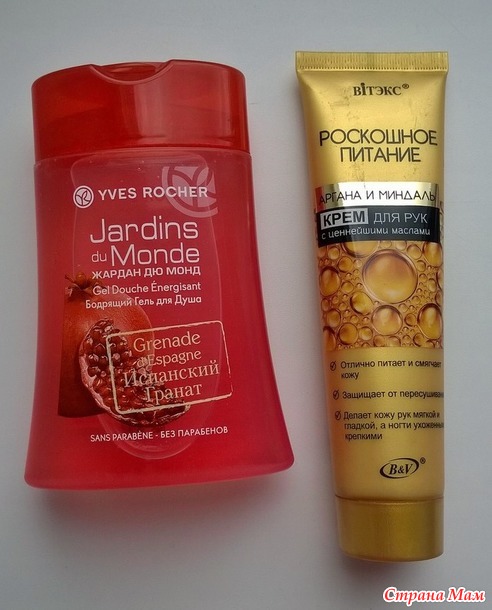 YVES ROCHER
Jardins
du Monde
ЖАРДАН ДЮ МОНД
Gel Douche Énergisant
Бодрящий Гель для Душа
Grenade
d'Espagne
Испанский
Гранат
SANS PARABÈNE - БЕЗ ПАРАБЕНОВ
ВІТЭКС®
РОСКОШНОЕ
ПИТАНИЕ
АРГАНА И МИНДАЛЬ
КРЕМ ДЛЯ РУК
с ценнейшими маслами
Отлично питает и смягчает
кожу
Защищает от пересушивания
Делает кожу рук мягкой и
гладкой, а ногти ухоженными
крепкими
B&V®
Страна Мам